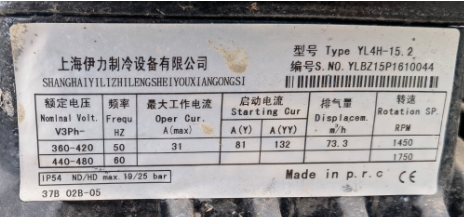 上海伊力制冷设备有限公司
SHANGHAIYILIZHILENGSHEIYOUXIANGONGSI
型号 Type YL4H-15.2
编号S.NO. YLBZ15P1610044
额定电压 频率 最大工作电流 启动电流 排气量 转速
Nominal Volt. Frequ Oper Cur. Starting Cur Displacem. Rotation SP.
V3Ph- HZ A(max) A(Y) A(YY) m³/h RPM
360-420 50 31 81 132 73.3 1450
440-480 60 1750
IP54 ND/HD max.19/25 bar Made in p.r.c CE
37B 02B-05